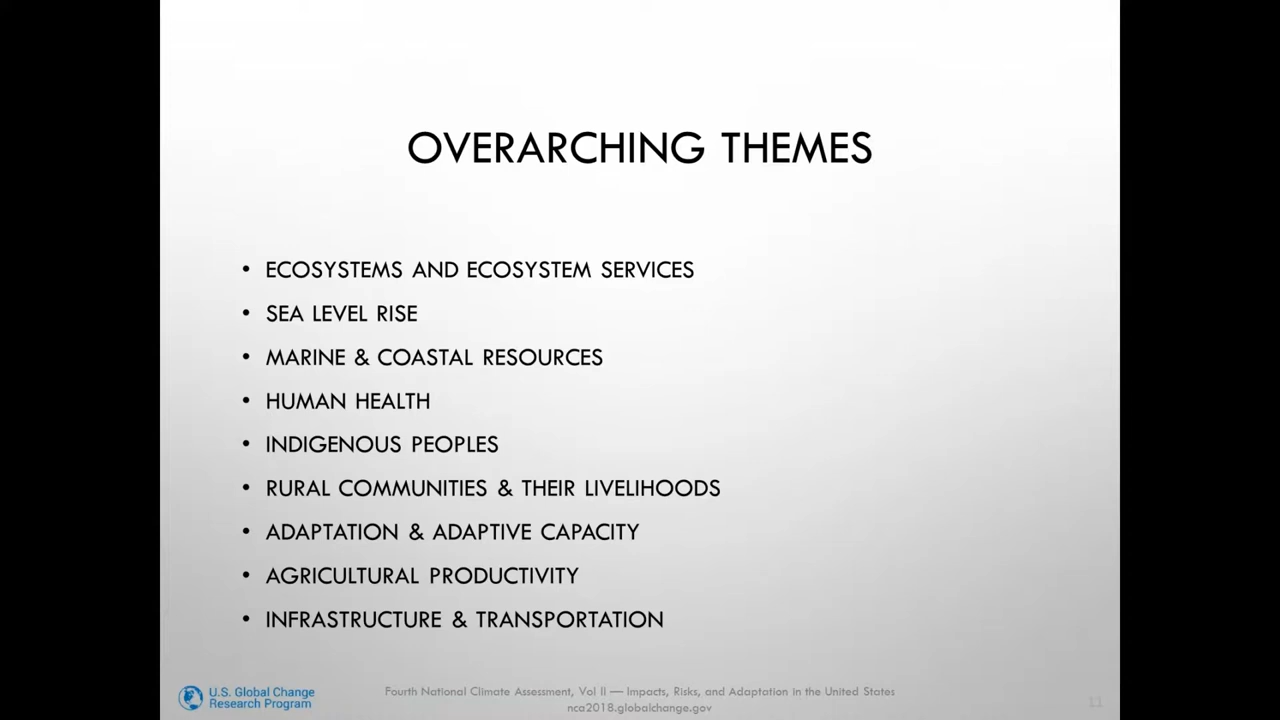 OVERARCHING THEMES
• ECOSYSTEMS AND ECOSYSTEM SERVICES
• SEA LEVEL RISE
• MARINE & COASTAL RESOURCES
• HUMAN HEALTH
• INDIGENOUS PEOPLES
• RURAL COMMUNITIES & THEIR LIVELIHOODS
• ADAPTATION & ADAPTIVE CAPACITY
• AGRICULTURAL PRODUCTIVITY
• INFRASTRUCTURE & TRANSPORTATION
U.S. Global Change
Research Program
Fourth National Climate Assessment, Vol II — Impacts, Risks, and Adaptation in the United States
nca2018.globalchange.gov
11